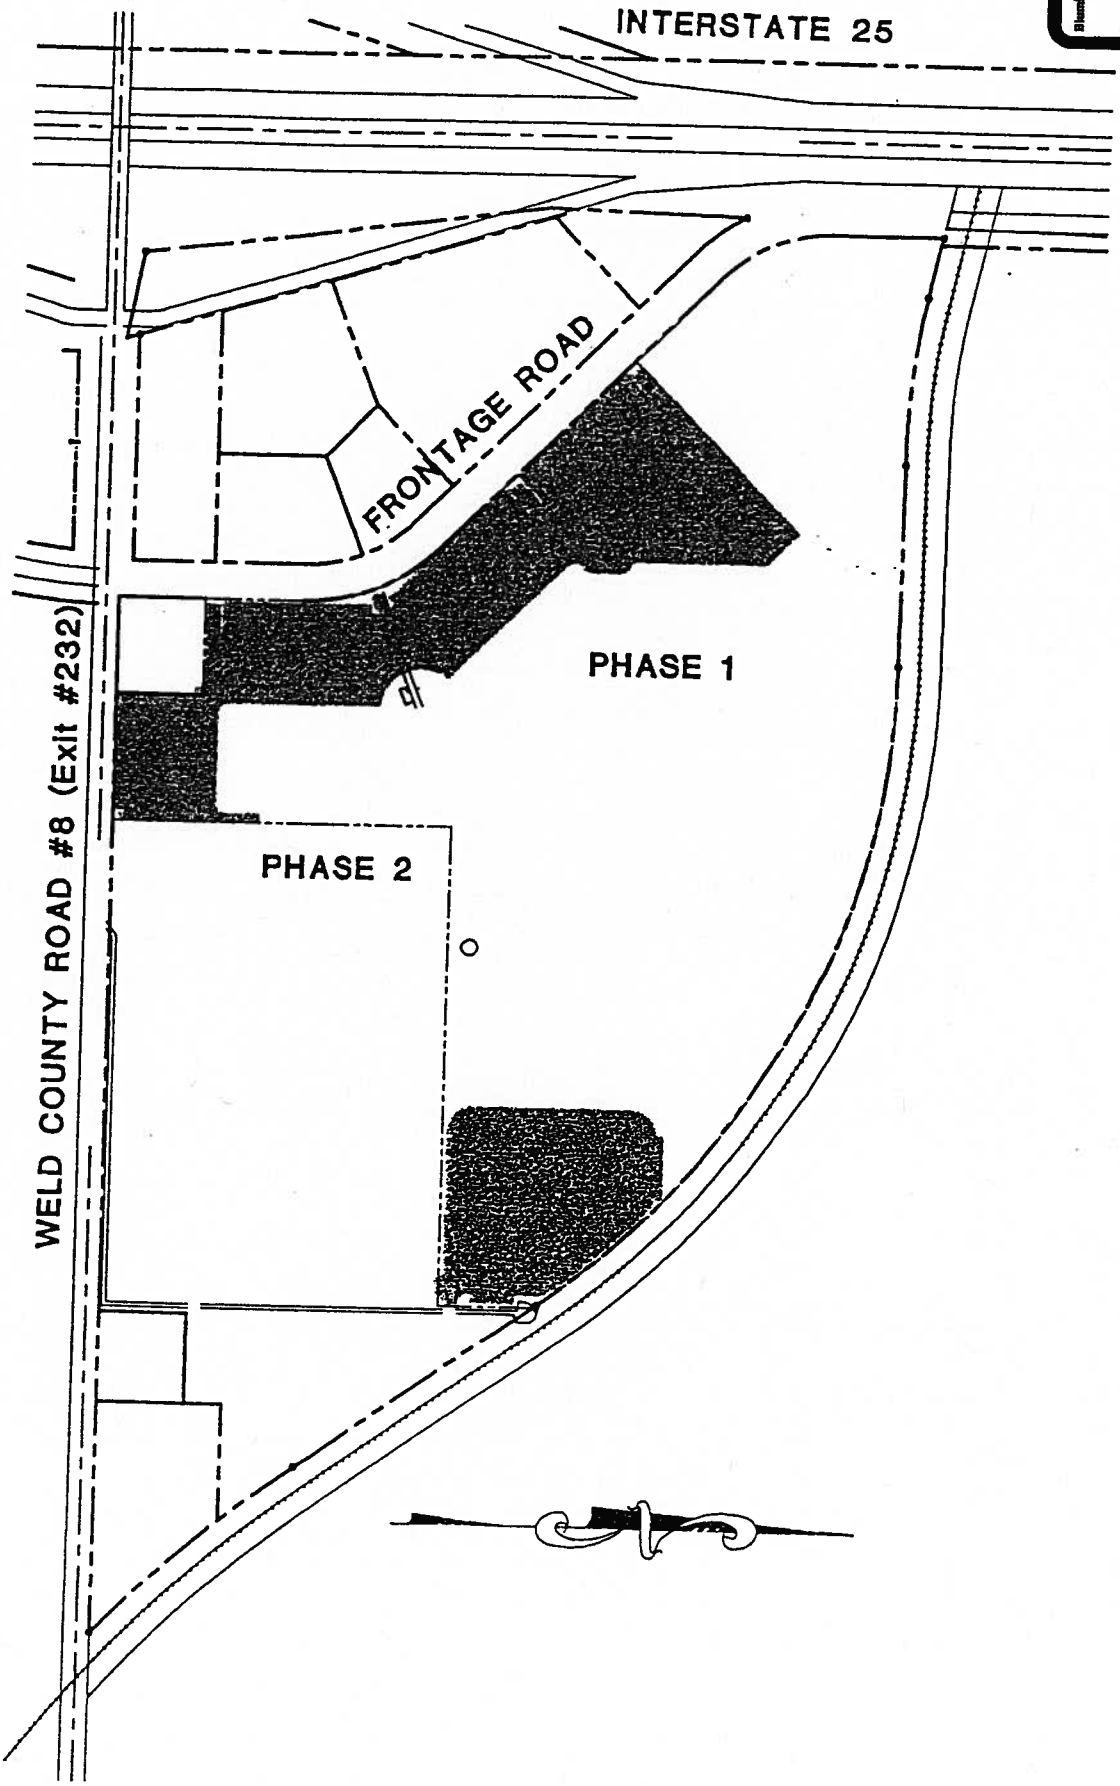 INTERSTATE 25
FRONTAGE ROAD
PHASE 1
WELD COUNTY ROAD #8 (Exit #232)
PHASE 2